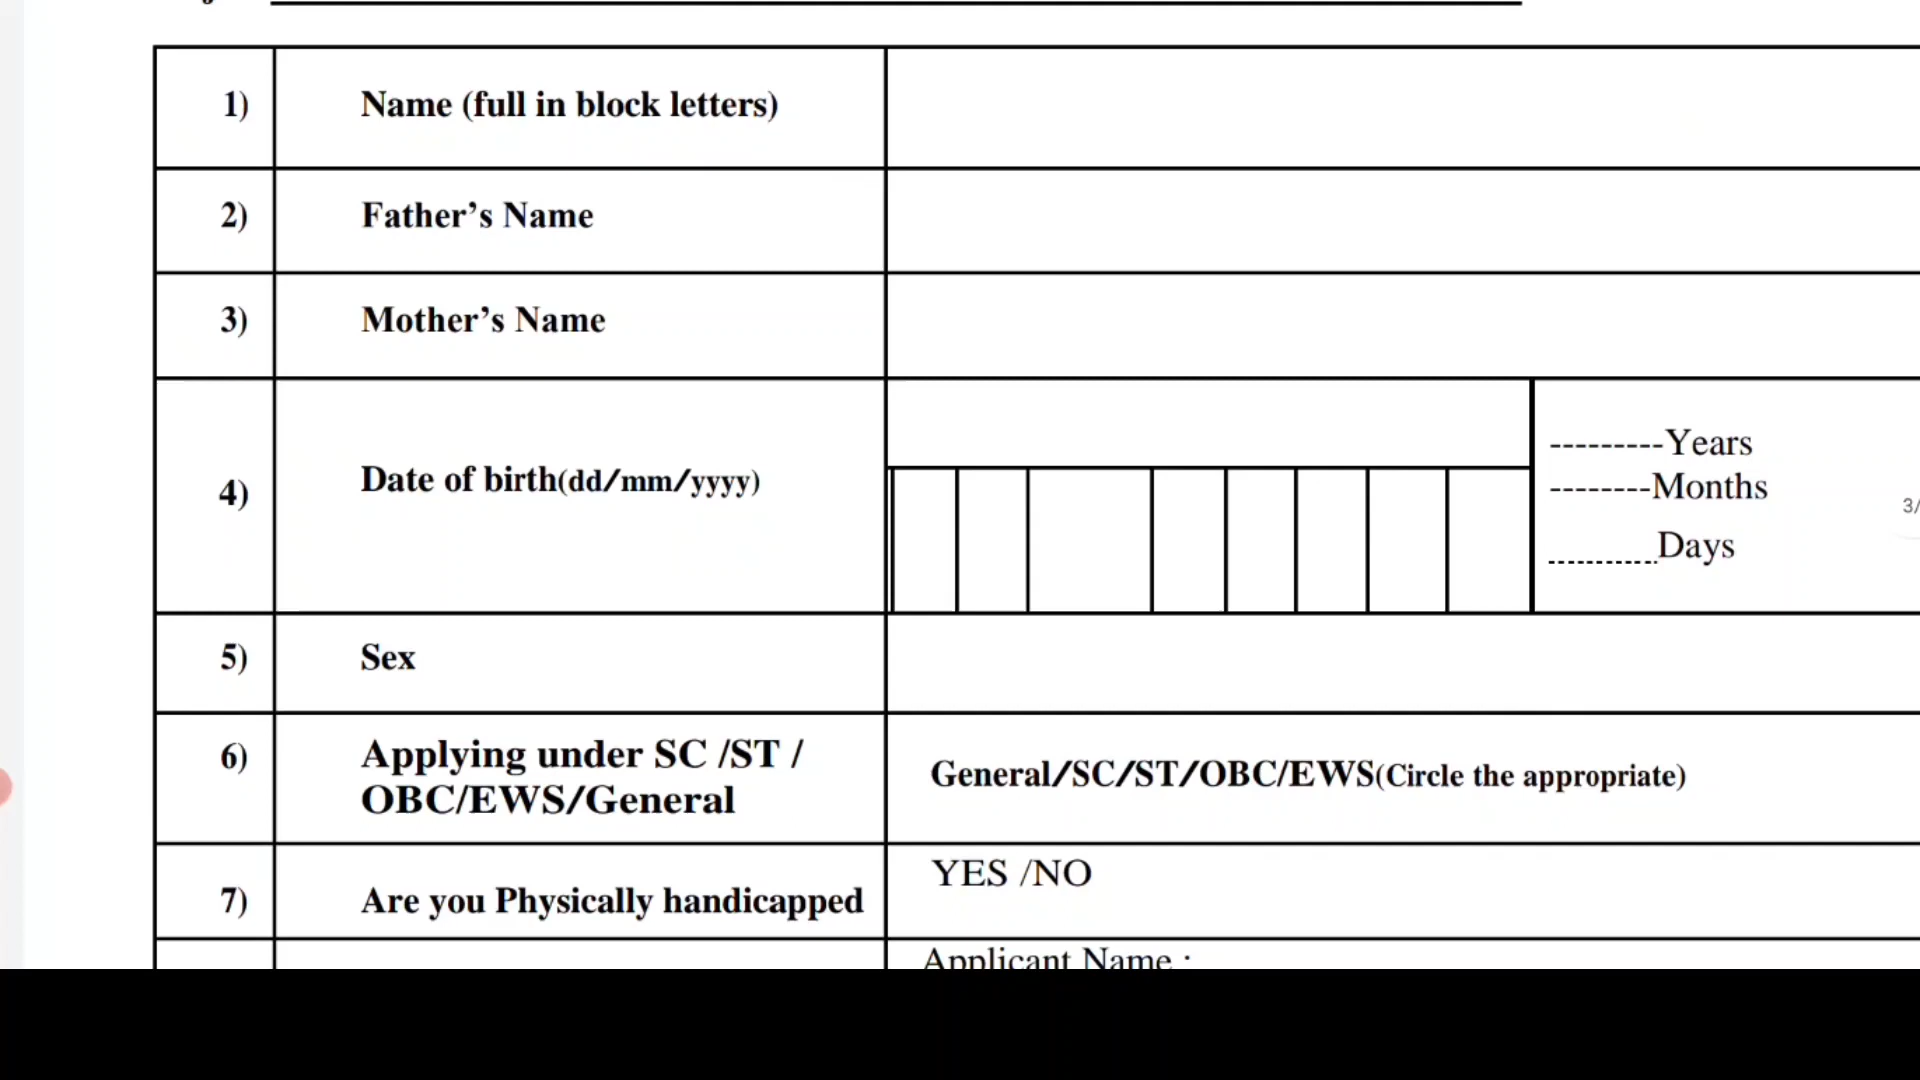 1) Name (full in block letters)
2) Father’s Name
3) Mother’s Name
4) Date of birth(dd/mm/yyyy)
---------Years
--------Months
...........Days
3/
5) Sex
6) Applying under SC /ST /
OBC/EWS/General
General/SC/ST/OBC/EWS(Circle the appropriate)
7) Are you Physically handicapped
YES /NO
Applicant Name :